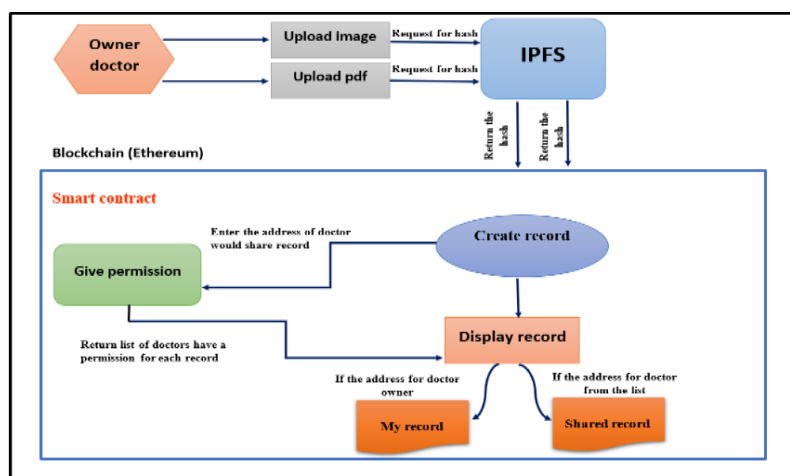 Owner
doctor
Upload image
Request for hash
Upload pdf
Request for hash
IPFS
Return the
hash
Return the
hash
Blockchain (Ethereum)
Smart contract
Enter the address of doctor
would share record
Create record
Give permission
Return list of doctors have a
permission for each record
Display record
If the address for doctor
owner
If the address for doctor
from the list
My record
Shared record